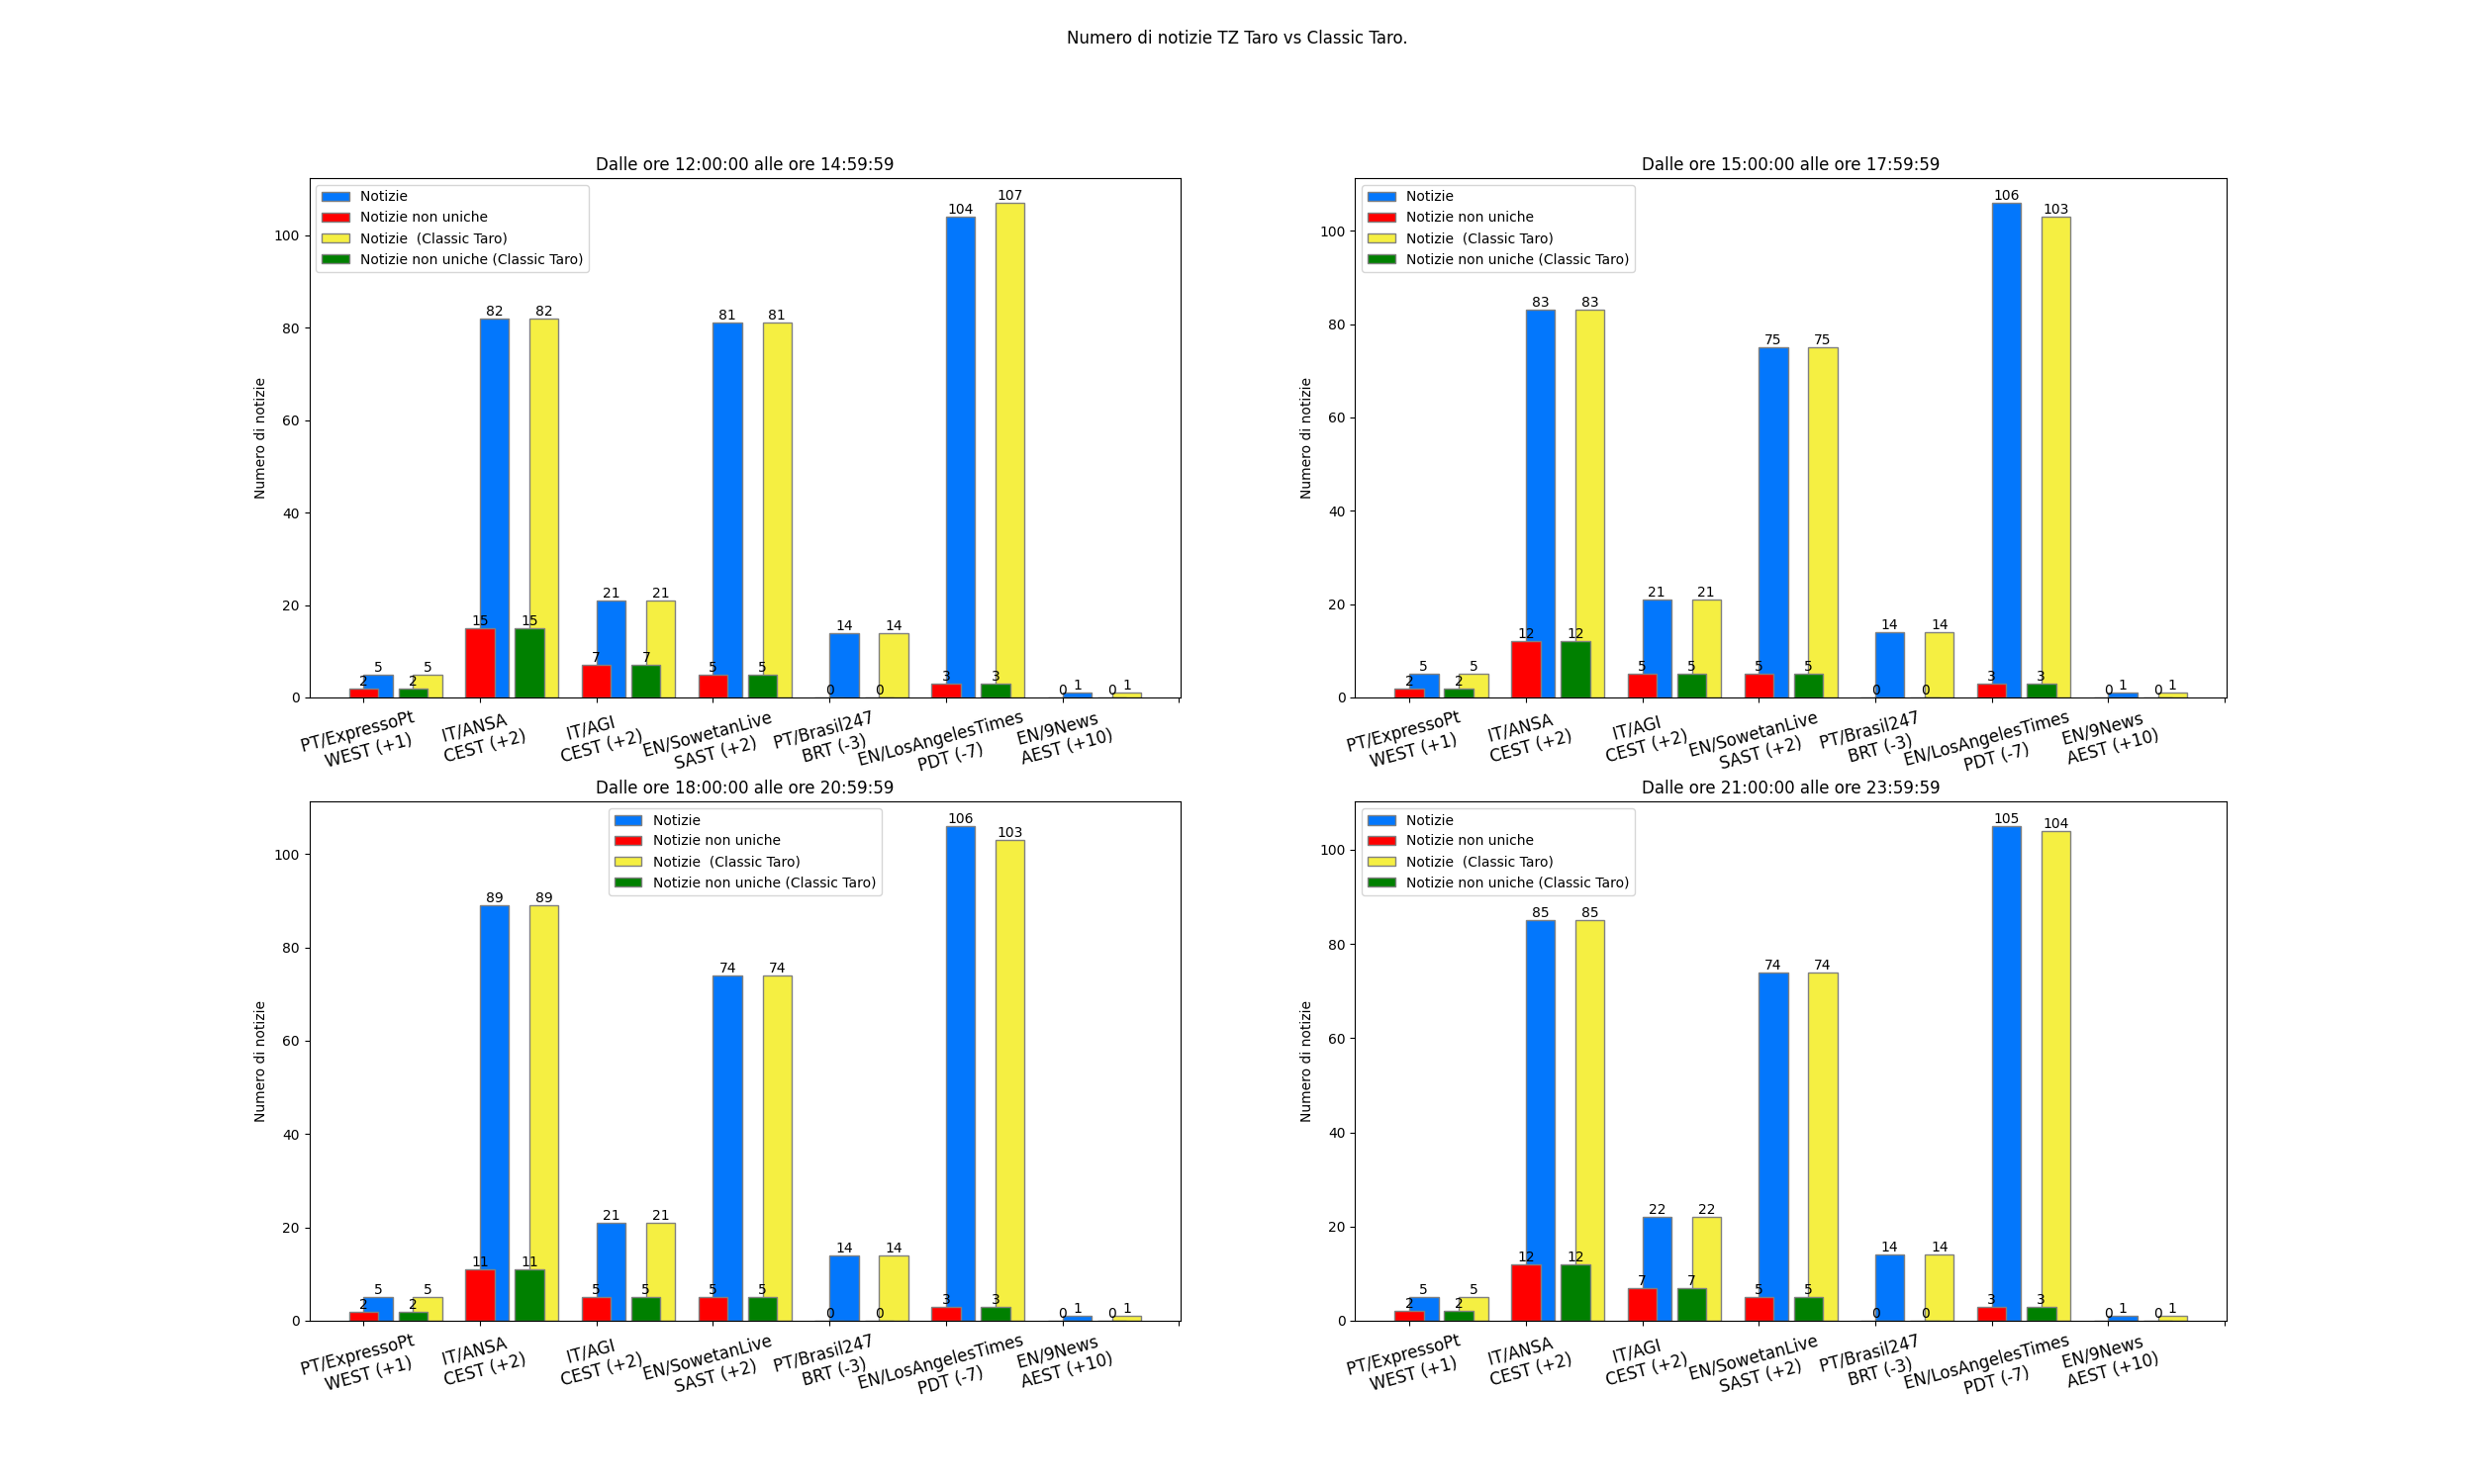 Numero di notizie TZ Taro vs Classic Taro.
Dalle ore 12:00:00 alle ore 14:59:59
Notizie
Notizie non uniche
Notizie  (Classic Taro)
Notizie non uniche (Classic Taro)
Numero di notizie
100
80
60
40
20
0
5 5 82 82 21 21 81 81 14 14 104 107 1 1
2 2 15 15 7 7 5 5 0 0 3 3 0 0
PT/ExpressoPt
WEST (+1)
IT/ANSA
CEST (+2)
IT/AGI
CEST (+2)
EN/SowetanLive
SAST (+2)
PT/Brasil247
BRT (-3)
EN/LosAngelesTimes
PDT (-7)
EN/9News
AEST (+10)
Dalle ore 15:00:00 alle ore 17:59:59
Notizie
Notizie non uniche
Notizie  (Classic Taro)
Notizie non uniche (Classic Taro)
Numero di notizie
100
80
60
40
20
0
5 5 83 83 21 21 75 75 14 14 106 103 1 1
2 2 12 12 5 5 5 5 0 0 3 3 0 0
PT/ExpressoPt
WEST (+1)
IT/ANSA
CEST (+2)
IT/AGI
CEST (+2)
EN/SowetanLive
SAST (+2)
PT/Brasil247
BRT (-3)
EN/LosAngelesTimes
PDT (-7)
EN/9News
AEST (+10)
Dalle ore 18:00:00 alle ore 20:59:59
Notizie
Notizie non uniche
Notizie  (Classic Taro)
Notizie non uniche (Classic Taro)
Numero di notizie
100
80
60
40
20
0
5 5 89 89 21 21 74 74 14 14 106 103 1 1
2 2 11 11 5 5 5 5 0 0 3 3 0 0
PT/ExpressoPt
WEST (+1)
IT/ANSA
CEST (+2)
IT/AGI
CEST (+2)
EN/SowetanLive
SAST (+2)
PT/Brasil247
BRT (-3)
EN/LosAngelesTimes
PDT (-7)
EN/9News
AEST (+10)
Dalle ore 21:00:00 alle ore 23:59:59
Notizie
Notizie non uniche
Notizie  (Classic Taro)
Notizie non uniche (Classic Taro)
Numero di notizie
100
80
60
40
20
0
5 5 85 85 22 22 74 74 14 14 105 104 1 1
2 2 12 12 7 7 5 5 0 0 3 3 0 0
PT/ExpressoPt
WEST (+1)
IT/ANSA
CEST (+2)
IT/AGI
CEST (+2)
EN/SowetanLive
SAST (+2)
PT/Brasil247
BRT (-3)
EN/LosAngelesTimes
PDT (-7)
EN/9News
AEST (+10)